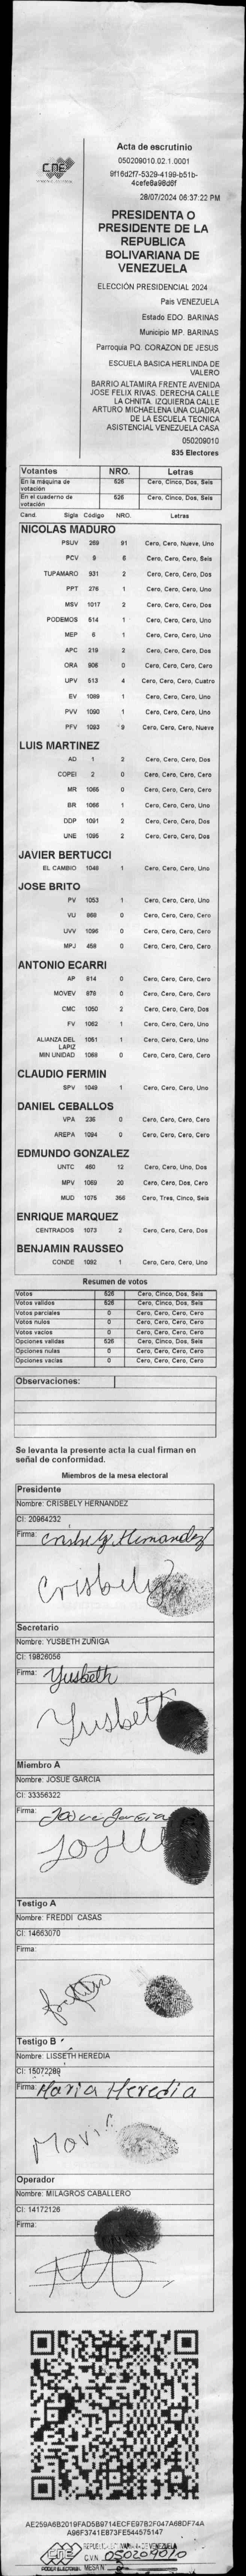 CNE
Acta de escrutinio
050209010.02.1.0001
9f16d2f7-5329-4199-b51b-
4cefe8a98d6f
28/07/2024 06:37:22 PM
PRESIDENTA O
PRESIDENTE DE LA
REPUBLICA
BOLIVARIANA DE
VENEZUELA
ELECCIÓN PRESIDENCIAL 2024
País VENEZUELA
Estado EDO. BARINAS
Municipio MP. BARINAS
Parroquia PQ. CORAZON DE JESUS
ESCUELA BASICA HERLINDA DE
VALERO
BARRIO ALTAMIRA FRENTE AVENIDA
JOSE FELIX RIVAS. DERECHA CALLE
LA CHNITA. IZQUIERDA CALLE
ARTURO MICHAELENA UNA CUADRA
DE LA ESCUELA TECNICA
ASISTENCIAL VENEZUELA CASA
050209010
835 Electores
Votantes NRO. Letras
En la máquina de votación 526 Cero, Cinco, Dos, Seis
En el cuaderno de votación 526 Cero, Cinco, Dos, Seis
Cand. Sigla Código NRO. Letras
NICOLAS MADURO
PSUV 269 91 Cero, Cero, Nueve, Uno
PCV 9 6 Cero, Cero, Cero, Seis
TUPAMARO 931 2 Cero, Cero, Cero, Dos
PPT 276 1 Cero, Cero, Cero, Uno
MSV 1017 2 Cero, Cero, Cero, Dos
PODEMOS 514 1 Cero, Cero, Cero, Uno
MEP 6 1 Cero, Cero, Cero, Uno
APC 219 2 Cero, Cero, Cero, Dos
ORA 908 0 Cero, Cero, Cero, Cero
UPV 513 4 Cero, Cero, Cero, Cuatro
EV 1089 1 Cero, Cero, Cero, Uno
PVV 1090 1 Cero, Cero, Cero, Uno
PFV 1093 9 Cero, Cero, Cero, Nueve
LUIS MARTINEZ
AD 1 2 Cero, Cero, Cero, Dos
COPEI 2 0 Cero, Cero, Cero, Cero
MR 1065 0 Cero, Cero, Cero, Cero
BR 1066 1 Cero, Cero, Cero, Uno
DDP 1091 2 Cero, Cero, Cero, Dos
UNE 1095 2 Cero, Cero, Cero, Dos
JAVIER BERTUCCI
EL CAMBIO 1048 1 Cero, Cero, Cero, Uno
JOSE BRITO
PV 1053 1 Cero, Cero, Cero, Uno
VU 989 0 Cero, Cero, Cero, Cero
UVV 1096 0 Cero, Cero, Cero, Cero
MPJ 458 0 Cero, Cero, Cero, Cero
ANTONIO ECARRI
AP 814 0 Cero, Cero, Cero, Cero
MOVEV 878 0 Cero, Cero, Cero, Cero
CMC 1050 2 Cero, Cero, Cero, Dos
FV 1062 1 Cero, Cero, Cero, Uno
ALIANZA DEL LAPIZ 1061 1 Cero, Cero, Cero, Uno
MIN UNIDAD 1068 0 Cero, Cero, Cero, Cero
CLAUDIO FERMIN
SPV 1049 1 Cero, Cero, Cero, Uno
DANIEL CEBALLOS
VPA 236 0 Cero, Cero, Cero, Cero
AREPA 1094 0 Cero, Cero, Cero, Cero
EDMUNDO GONZALEZ
UNTC 460 12 Cero, Cero, Uno, Dos
MPV 1069 20 Cero, Cero, Dos, Cero
MUD 1075 356 Cero, Tres, Cinco, Seis
ENRIQUE MARQUEZ
CENTRADOS 1073 2 Cero, Cero, Cero, Dos
BENJAMIN RAUSSEO
CONDE 1092 1 Cero, Cero, Cero, Uno
Resumen de votos
Votos 526 Cero, Cinco, Dos, Seis
Votos validos 526 Cero, Cinco, Dos, Seis
Votos parciales 0 Cero, Cero, Cero, Cero
Votos nulos 0 Cero, Cero, Cero, Cero
Votos vacíos 0 Cero, Cero, Cero, Cero
Opciones validas 526 Cero, Cinco, Dos, Seis
Opciones nulas 0 Cero, Cero, Cero, Cero
Opciones vacias 0 Cero, Cero, Cero, Cero
Observaciones:
Se levanta la presente acta la cual firman en
señal de conformidad.
Miembros de la mesa electoral
Presidente
Nombre: CRISBELY HERNANDEZ
CI: 20964232
Firma: Crisbely Hernandez
Crisbely
Secretario
Nombre: YUSBETH ZUÑIGA
CI: 19826056
Firma: Yusbeth
Yusbeth
Miembro A
Nombre: JOSUE GARCIA
CI: 33356322
Firma: Josue Garcia
Josue
Testigo A
Nombre: FREDDI CASAS
CI: 14663070
Firma:
Testigo B
Nombre: LISSETH HEREDIA
CI: 15072289
Firma: Maria Heredia
Mari
Operador
Nombre: MILAGROS CABALLERO
CI: 14172126
Firma:
AE259A6B2019FAD5B9714ECFE97B2F047A68DF74A
A96F3741E873FE544575147
CNE
PODER ELECTORAL
C.V.N. 050209010
MESA N